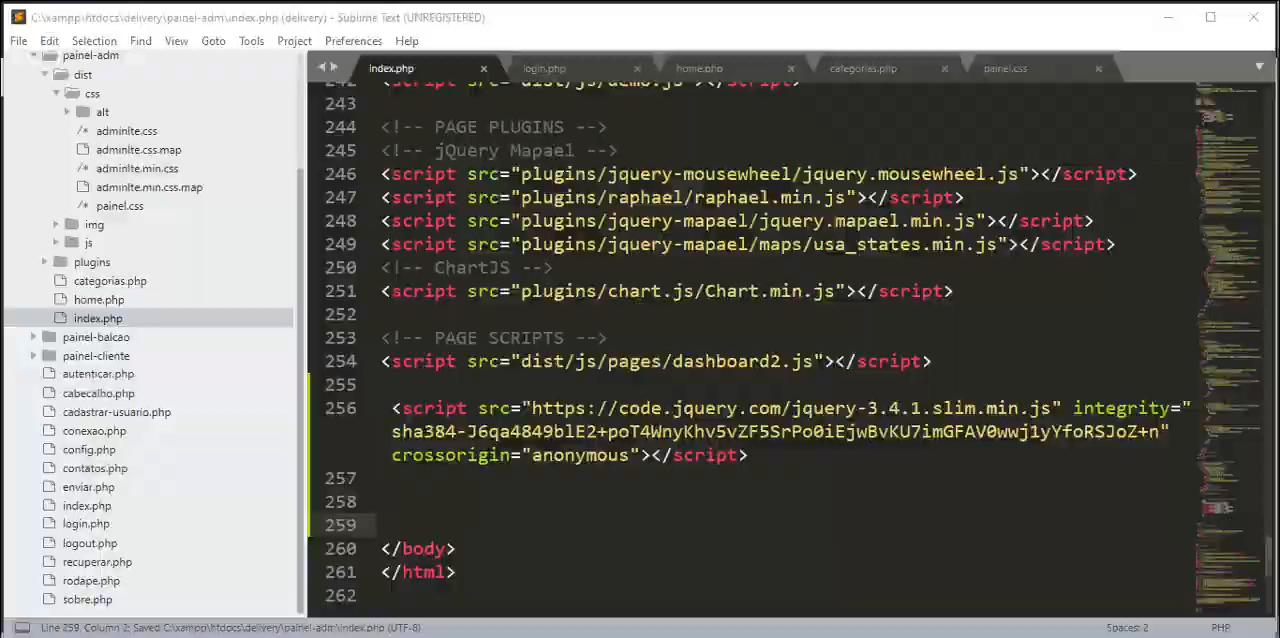 C:\xampp\htdocs\delivery\painel-adm\index.php (delivery) - Sublime Text (UNREGISTERED)
File Edit Selection Find View Goto Tools Project Preferences Help
painel-adm
dist
css
alt
adminlte.css
adminlte.css.map
adminlte.min.css
adminlte.min.css.map
painel.css
img
js
plugins
categorias.php
home.php
index.php
painel-balcao
painel-cliente
autenticar.php
cabecalho.php
cadastrar-usuario.php
conexao.php
config.php
contatos.php
enviar.php
index.php
login.php
logout.php
recuperar.php
rodape.php
sobre.php
index.php login.php home.php categorias.php painel.css
242 <script src="dist/js/demo.js"></script>
243
244 <!-- PAGE PLUGINS -->
245 <!-- jQuery Mapael -->
246 <script src="plugins/jquery-mousewheel/jquery.mousewheel.js"></script>
247 <script src="plugins/raphael/raphael.min.js"></script>
248 <script src="plugins/jquery-mapael/jquery.mapael.min.js"></script>
249 <script src="plugins/jquery-mapael/maps/usa_states.min.js"></script>
250 <!-- ChartJS -->
251 <script src="plugins/chart.js/Chart.min.js"></script>
252
253 <!-- PAGE SCRIPTS -->
254 <script src="dist/js/pages/dashboard2.js"></script>
255
256 <script src="https://code.jquery.com/jquery-3.4.1.slim.min.js" integrity="
sha384-J6qa4849blE2+poT4WnyKhv5vZF5SrPo0iEjwBvKU7imGFAV0wwj1yYfoRSJoZ+n"
crossorigin="anonymous"></script>
257
258
259
260 </body>
261 </html>
262
Line 259, Column 2; Saved C:\xampp\htdocs\delivery\painel-adm\index.php (UTF-8) Spaces: 2 PHP